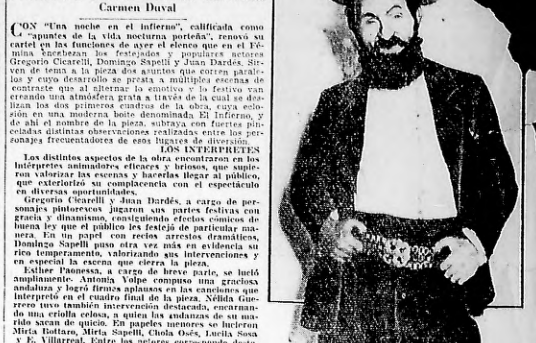 Carmen Duval
CON "Una noche en el infierno", calificada como
"apuntes de la vida nocturna porteña", renovó su
cartel en las funciones de ayer el elenco que en el Fé-
mina encabezan los festejados y populares actores
Gregorio Cicarelli, Domingo Sapelli y Juan Dardés. Sir-
ven de tema a la pieza dos asuntos que corren parale-
los y cuyo desarrollo se presta a múltiples escenas de
contraste que al alternar lo emotivo y lo festivo van
creando una atmósfera grata a través de la cual se des-
lizan los dos primeros cuadros de la obra, cuya eclo-
sión en una moderna boite denominada El Infierno, y
de ahí el nombre de la pieza, subraya con fuertes pin-
celadas distintas observaciones realizadas entre los per-
sonajes frecuentadores de esos lugares de diversión.
LOS INTERPRETES
Los distintos aspectos de la obra encontraron en los
intérpretes animadores eficaces y briosos, que supie-
ron valorizar las escenas y hacerlas llegar al público,
que exteriorizó su complacencia con el espectáculo
en diversas oportunidades.
Gregorio Cicarelli y Juan Dardés, a cargo de per-
sonajes pintorescos jugaron sus partes festivas con
gracia y dinamismo, consiguiendo efectos cómicos de
buena ley que el público les festejó de particular ma-
nera. En un papel con recios arrestos dramáticos,
Domingo Sapelli puso otra vez más en evidencia su
rico temperamento, valorizando sus intervenciones y
en especial la escena que cierra la pieza.
Esther Paonessa, a cargo de breve parte, se lució
ampliamente. Antonia Volpe compuso una graciosa
andaluza y logró firmes aplausos en las canciones que
interpretó en el cuadro final de la pieza. Nélida Gue-
rrero tuvo también intervención destacada, encarnan-
do una criolla celosa, a quien las andanzas de su ma-
rido sacan de quicio. En papeles menores se lucieron
Mirta Bottaro, Mirta Sapelli, Chola Osés, Lucila Sosa
y E. Villarreal. Entre los actores corresponde desta-